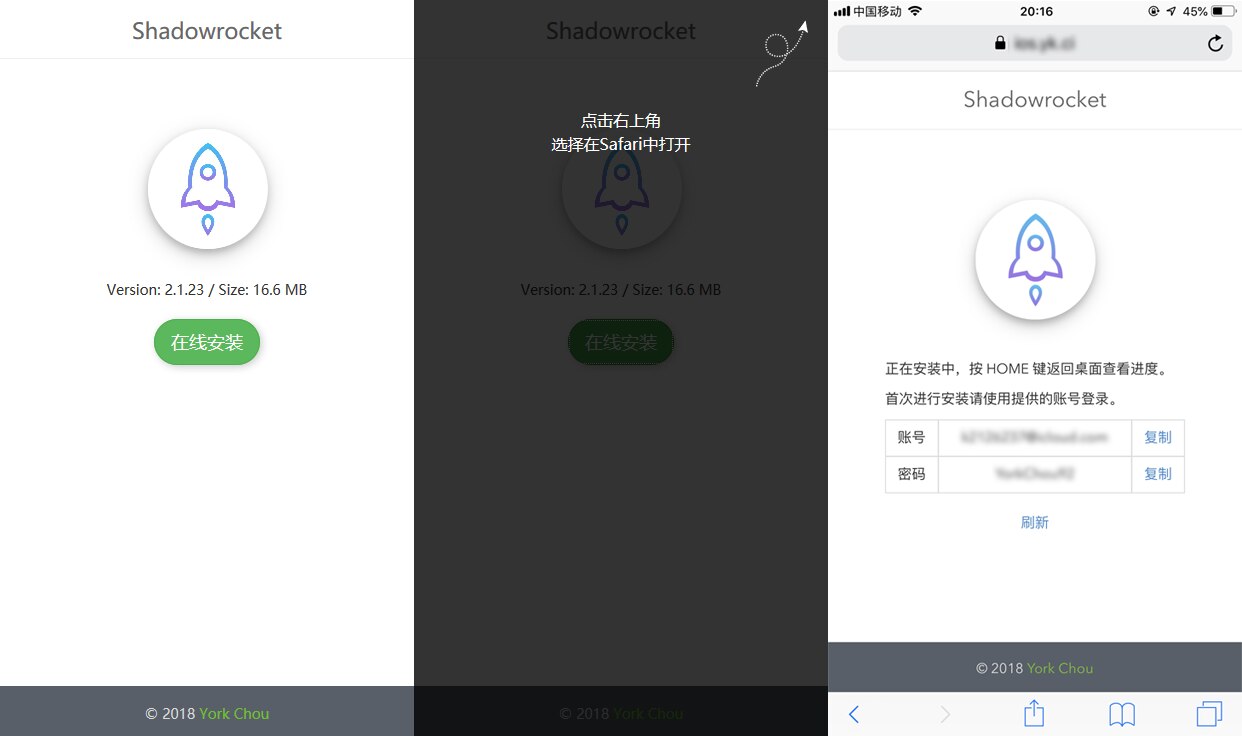 Shadowrocket
Version: 2.1.23 / Size: 16.6 MB
在线安装
© 2018 York Chou
Shadowrocket
点击右上角
选择在Safari中打开
Version: 2.1.23 / Size: 16.6 MB
在线安装
© 2018 York Chou
中国移动 20:16 45%
Shadowrocket
正在安装中，按 HOME 键返回桌面查看进度。
首次进行安装请使用提供的账号登录。
账号 复制
密码 复制
刷新
© 2018 York Chou